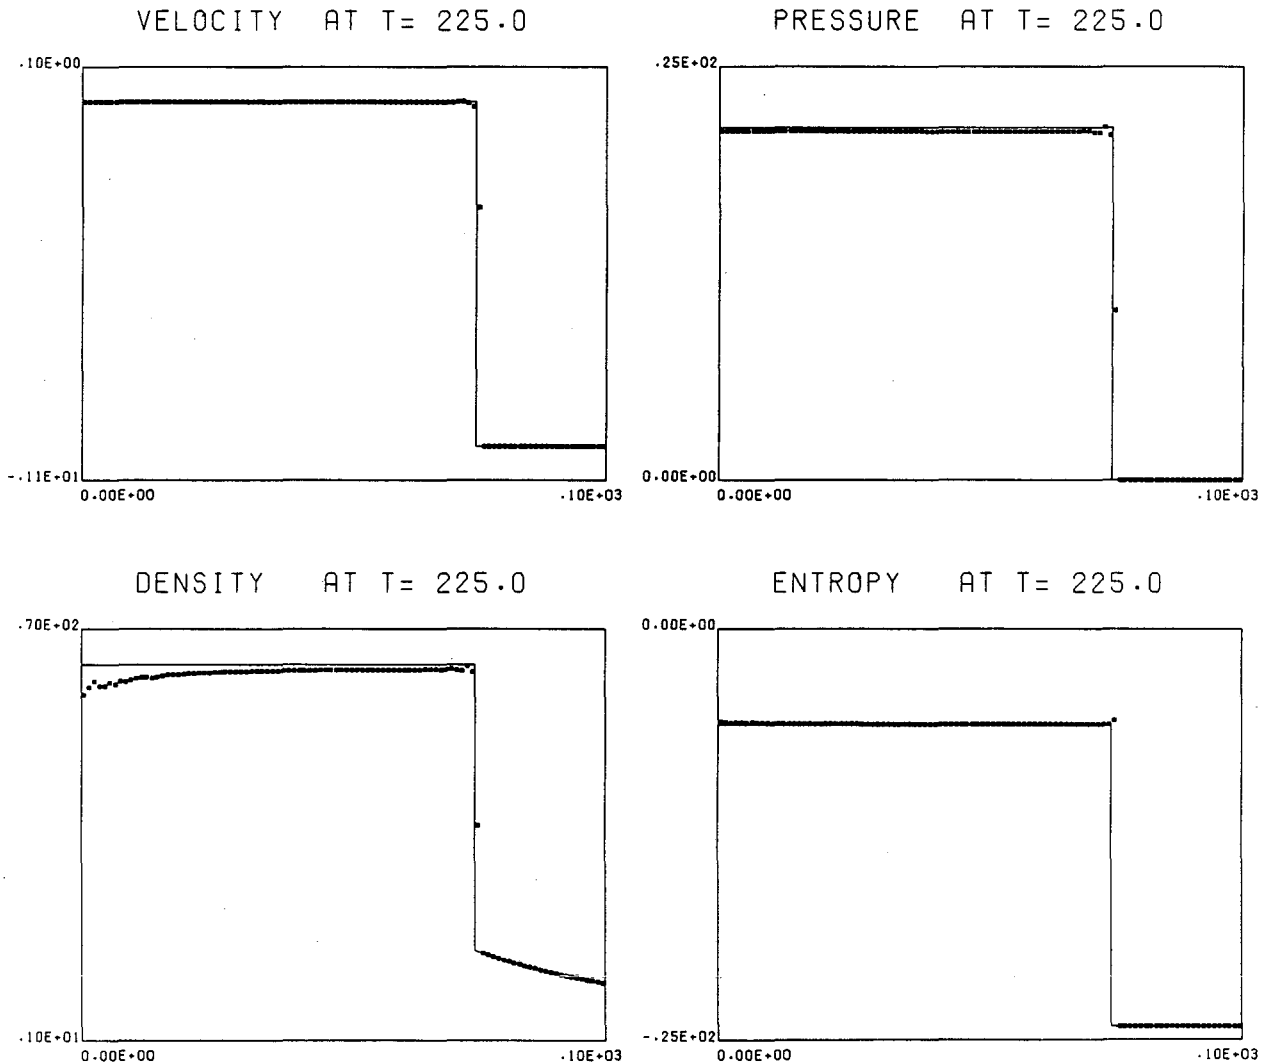 VELOCITY AT T= 225.0
.10E+00
-.11E+01
0.00E+00
.10E+03
PRESSURE AT T= 225.0
.25E+02
0.00E+00
0.00E+00
.10E+03
DENSITY AT T= 225.0
.70E+02
.10E+01
0.00E+00
.10E+03
ENTROPY AT T= 225.0
0.00E+00
-.25E+02
0.00E+00
.10E+03